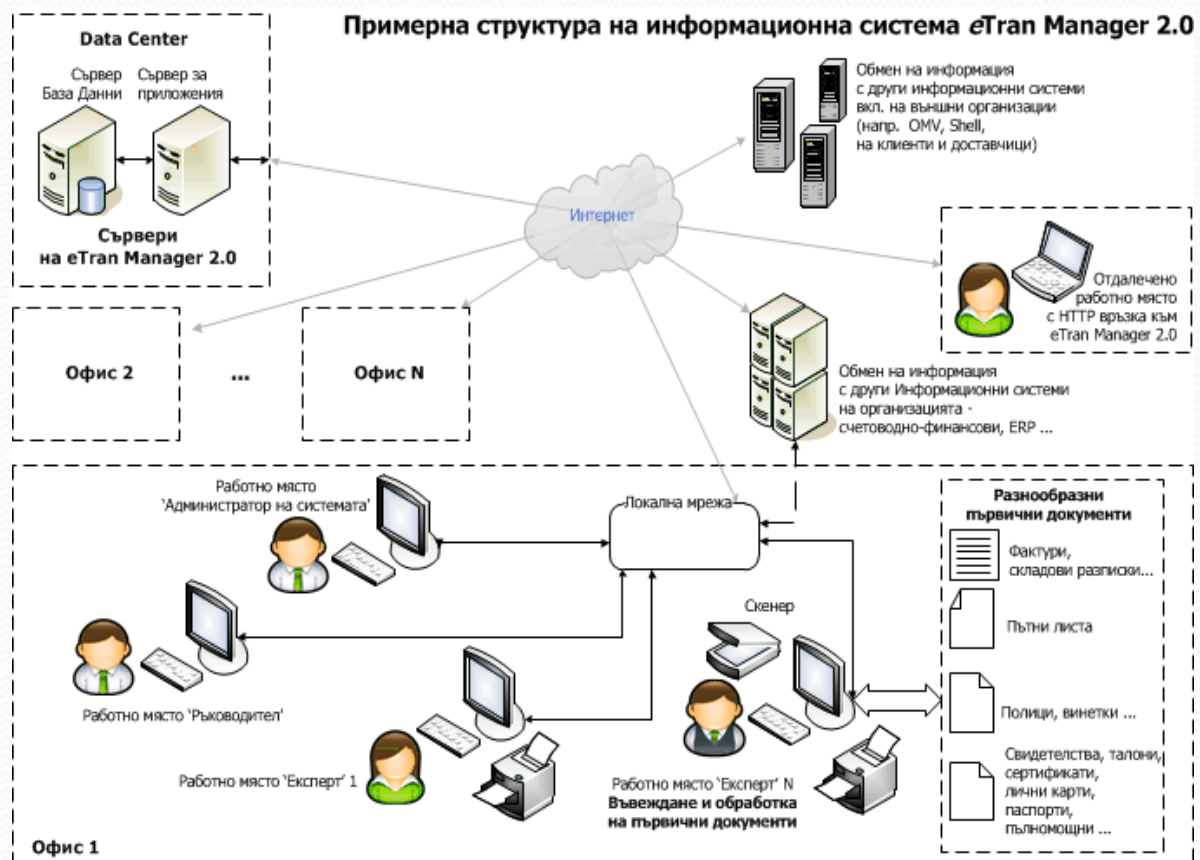 Примерна структура на информационна система eTran Manager 2.0
Data Center
Сървер
База Данни
Сървер за
приложения
Сървери
на eTran Manager 2.0
Обмен на информация
с други информационни системи
вкл. на външни организации
(напр. OMV, Shell,
на клиенти и доставчици)
Интернет
Отдалечено
работно място
с HTTP връзка към
eTran Manager 2.0
Офис 2
...
Офис N
Обмен на информация
с други Информационни системи
на организацията -
счетоводно-финансови, ERP ...
Работно място
'Администратор на системата'
Локална мрежа
Разнообразни
първични документи
Фактури,
складови разписки...
Пътни листа
Полици, винетки ...
Свидетелства, талони,
сертификати,
лични карти,
паспорти,
пълномощни ...
Скенер
Работно място 'Ръководител'
Работно място 'Експерт' 1
Работно място 'Експерт' N
Въвеждане и обработка
на първични документи
Офис 1